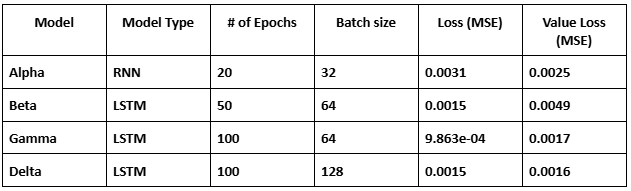 Model Model Type # of Epochs Batch size Loss (MSE) Value Loss
(MSE)
Alpha RNN 20 32 0.0031 0.0025
Beta LSTM 50 64 0.0015 0.0049
Gamma LSTM 100 64 9.863e-04 0.0017
Delta LSTM 100 128 0.0015 0.0016